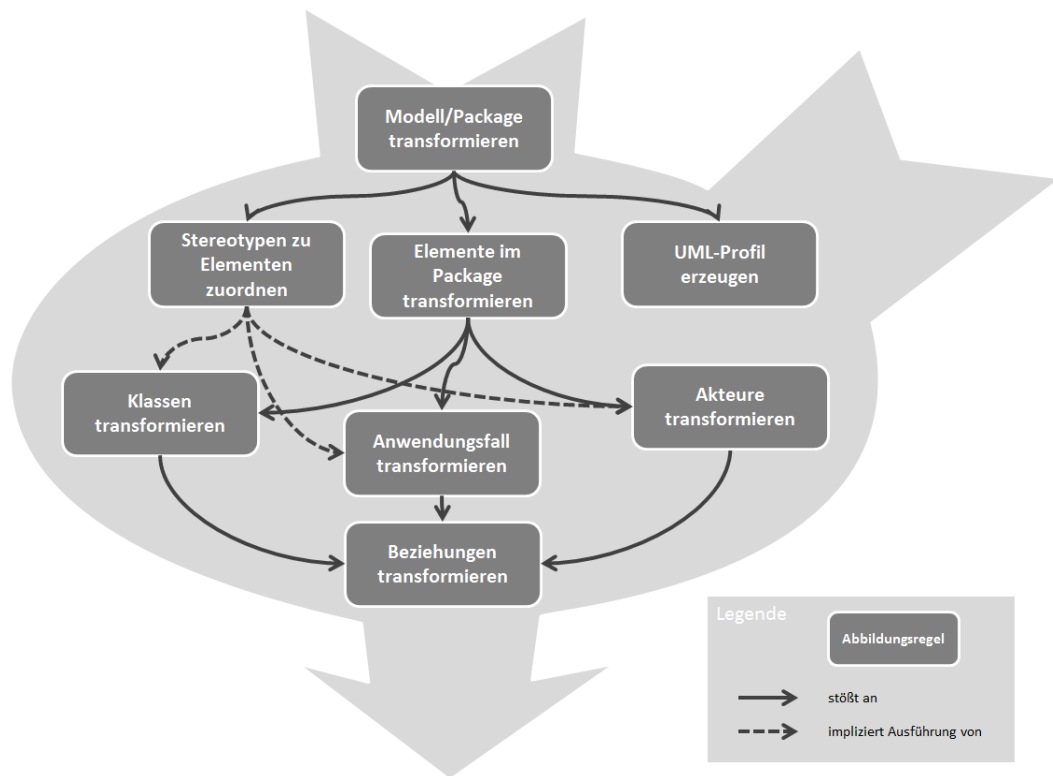 Modell/Package
transformieren
Stereotypen zu
Elementen
zuordnen
Elemente im
Package
transformieren
UML-Profil
erzeugen
Klassen
transformieren
Anwendungsfall
transformieren
Akteure
transformieren
Beziehungen
transformieren
Legende
Abbildungsregel
stößt an
impliziert Ausführung von